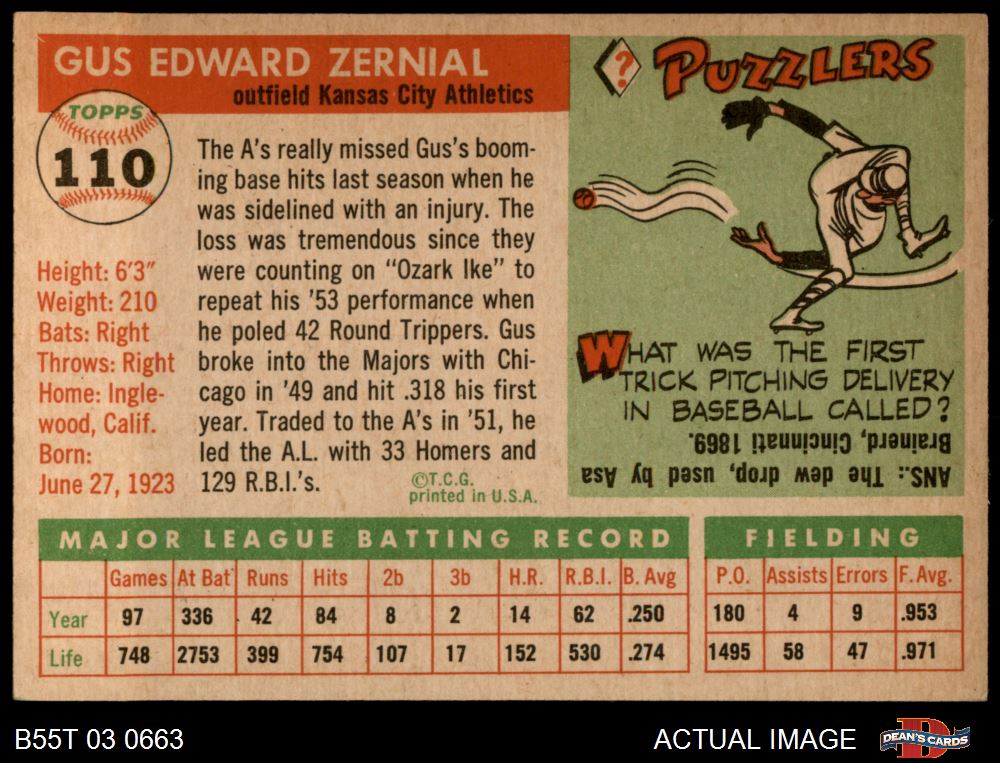 GUS EDWARD ZERNIAL
outfield Kansas City Athletics
TOPPS
110
Height: 6'3"
Weight: 210
Bats: Right
Throws: Right
Home: Ingle-
wood, Calif.
Born:
June 27, 1923
The A's really missed Gus's boom-
ing base hits last season when he
was sidelined with an injury. The
loss was tremendous since they
were counting on "Ozark Ike" to
repeat his '53 performance when
he poled 42 Round Trippers. Gus
broke into the Majors with Chi-
cago in '49 and hit .318 his first
year. Traded to the A's in '51, he
led the A.L. with 33 Homers and
129 R.B.I.'s.
©T.C.G.
printed in U.S.A.
?
PUZZLERS
WHAT WAS THE FIRST
TRICK PITCHING DELIVERY
IN BASEBALL CALLED?
ANS.: The dew drop, used by Asa
Brainerd, Cincinnati 1869.
MAJOR LEAGUE BATTING RECORD
Games At Bat Runs Hits 2b 3b H.R. R.B.I. B. Avg
Year 97 336 42 84 8 2 14 62 .250
Life 748 2753 399 754 107 17 152 530 .274
FIELDING
P.O. Assists Errors F. Avg.
180 4 9 .953
1495 58 47 .971
B55T 03 0663
ACTUAL IMAGE
D
DEAN'S CARDS